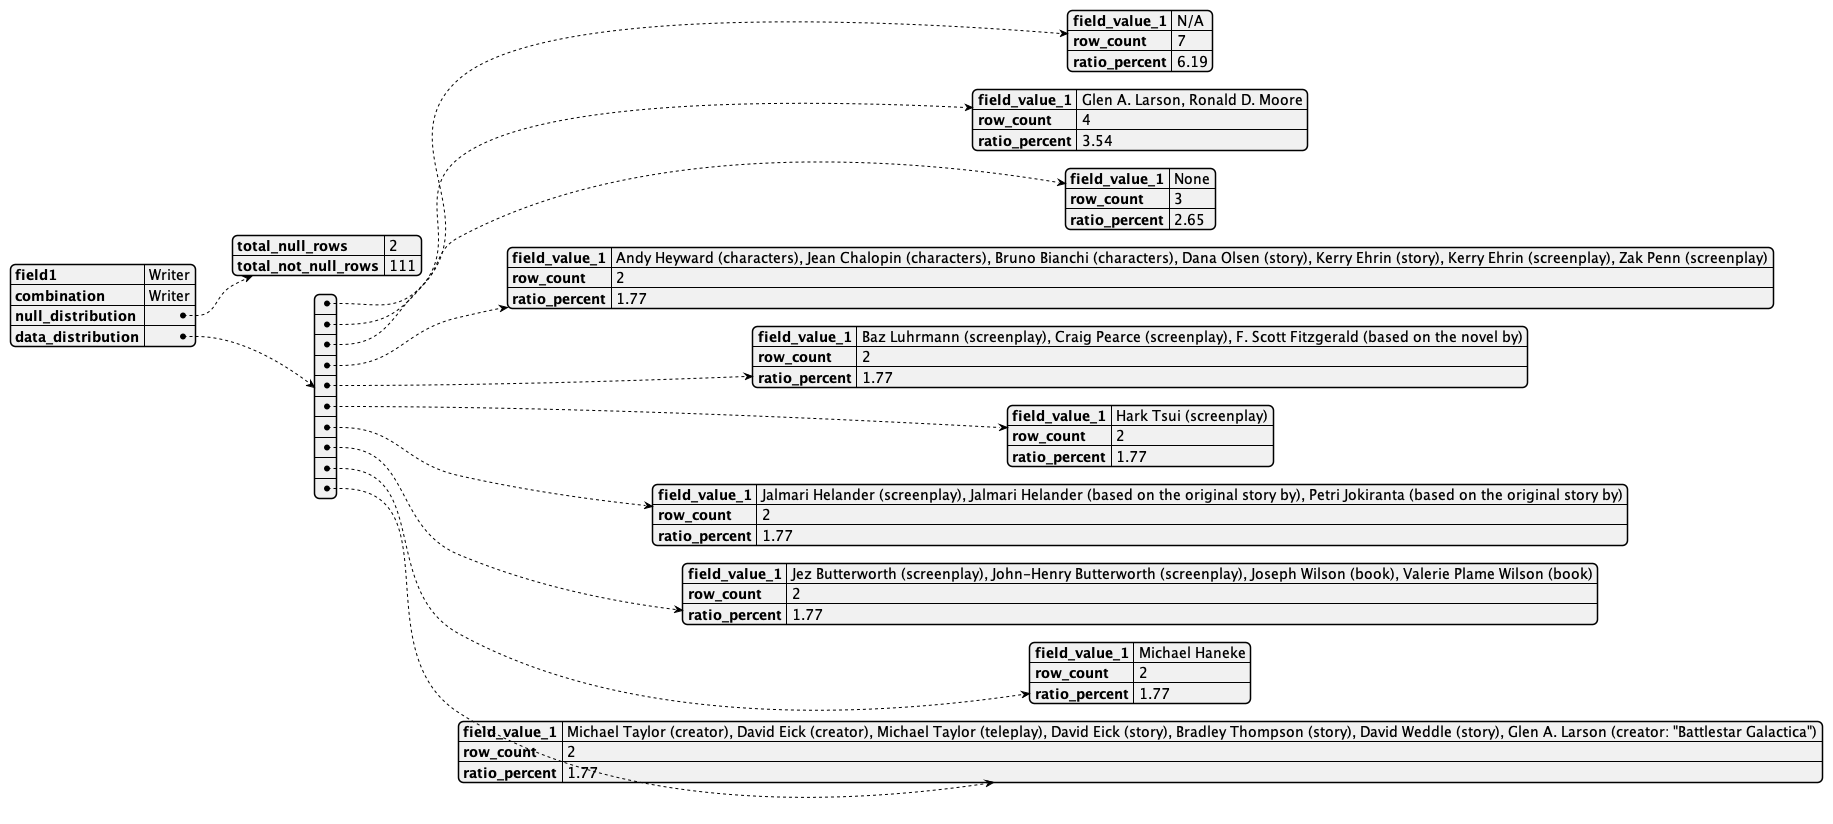 field_value_1 N/A
row_count 7
ratio_percent 6.19
field_value_1 Glen A. Larson, Ronald D. Moore
row_count 4
ratio_percent 3.54
field_value_1 None
row_count 3
ratio_percent 2.65
total_null_rows 2
total_not_null_rows 111
field1 Writer
combination Writer
null_distribution
data_distribution
field_value_1 Andy Heyward (characters), Jean Chalopin (characters), Bruno Bianchi (characters), Dana Olsen (story), Kerry Ehrin (story), Kerry Ehrin (screenplay), Zak Penn (screenplay)
row_count 2
ratio_percent 1.77
field_value_1 Baz Luhrmann (screenplay), Craig Pearce (screenplay), F. Scott Fitzgerald (based on the novel by)
row_count 2
ratio_percent 1.77
field_value_1 Hark Tsui (screenplay)
row_count 2
ratio_percent 1.77
field_value_1 Jalmari Helander (screenplay), Jalmari Helander (based on the original story by), Petri Jokiranta (based on the original story by)
row_count 2
ratio_percent 1.77
field_value_1 Jez Butterworth (screenplay), John-Henry Butterworth (screenplay), Joseph Wilson (book), Valerie Plame Wilson (book)
row_count 2
ratio_percent 1.77
field_value_1 Michael Haneke
row_count 2
ratio_percent 1.77
field_value_1 Michael Taylor (creator), David Eick (creator), Michael Taylor (teleplay), David Eick (story), Bradley Thompson (story), David Weddle (story), Glen A. Larson (creator: "Battlestar Galactica")
row_count 2
ratio_percent 1.77